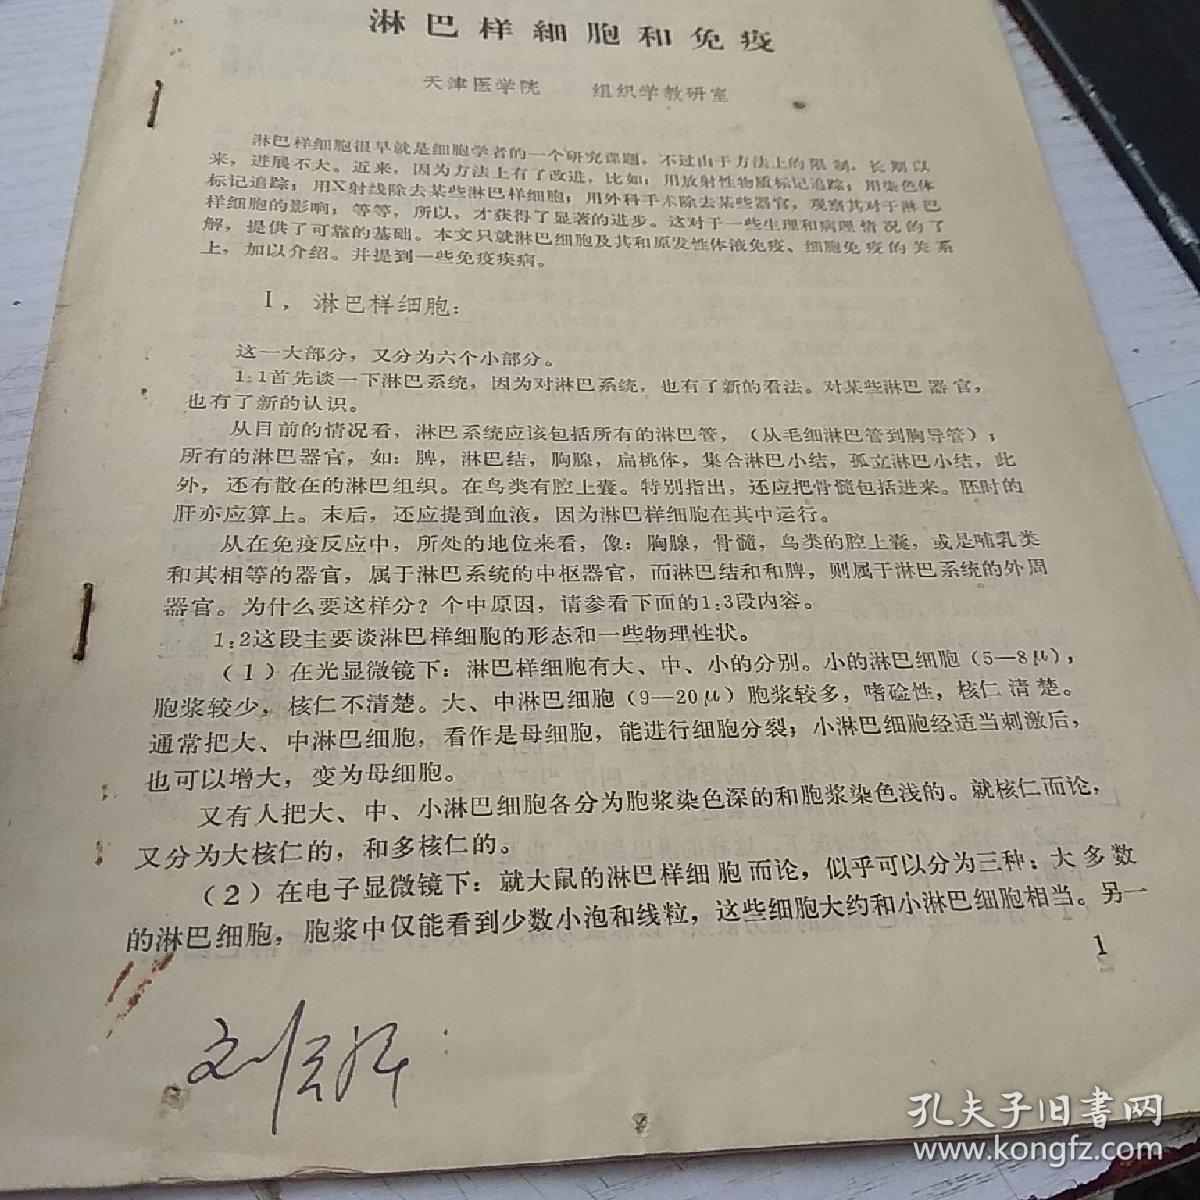 淋巴样细胞和免疫
天津医学院　组织学教研室
淋巴样细胞很早就是细胞学者的一个研究课题，不过由于方法上的限制，长期以
来，进展不大。近来，因为方法上有了改进，比如，用放射性物质标记追踪；用染色体
标记追踪；用X射线除去某些淋巴样细胞；用外科手术除去某些器官，观察其对于淋巴
样细胞的影响；等等，所以，才获得了显著的进步。这对于一些生理和病理情况的了
解，提供了可靠的基础。本文只就淋巴细胞及其和原发性体液免疫、细胞免疫的关系
上，加以介绍。并提到一些免疫疾病。
I，淋巴样细胞：
这一大部分，又分为六个小部分。
1:1首先谈一下淋巴系统，因为对淋巴系统，也有了新的看法。对某些淋巴器官，
也有了新的认识。
从目前的情况看，淋巴系统应该包括所有的淋巴管，（从毛细淋巴管到胸导管）；
所有的淋巴器官，如：脾，淋巴结，胸腺，扁桃体，集合淋巴小结，孤立淋巴小结，此
外，还有散在的淋巴组织。在鸟类有腔上囊。特别指出，还应把骨髓包括进来。胚时的
肝亦应算上。末后，还应提到血液，因为淋巴样细胞在其中运行。
从在免疫反应中，所处的地位来看，像：胸腺，骨髓，鸟类的腔上囊，或是哺乳类
和其相等的器官，属于淋巴系统的中枢器官，而淋巴结和和脾，则属于淋巴系统的外周
器官。为什么要这样分？个中原因，请参看下面的1:3段内容。
1:2这段主要谈淋巴样细胞的形态和一些物理性状。
（1）在光显微镜下：淋巴样细胞有大、中、小的分别。小的淋巴细胞（5—8μ），
胞浆较少，核仁不清楚。大、中淋巴细胞（9—20μ）胞浆较多，嗜硷性，核仁清楚。
通常把大、中淋巴细胞，看作是母细胞，能进行细胞分裂；小淋巴细胞经适当刺激后，
也可以增大，变为母细胞。
又有人把大、中、小淋巴细胞各分为胞浆染色深的和胞浆染色浅的。就核仁而论，
又分为大核仁的，和多核仁的。
（2）在电子显微镜下：就大鼠的淋巴样细胞而论，似乎可以分为三种：大多数
的淋巴细胞，胞浆中仅能看到少数小泡和线粒，这些细胞大约和小淋巴细胞相当。另一
1
孔夫子旧书网
www.kongfz.com